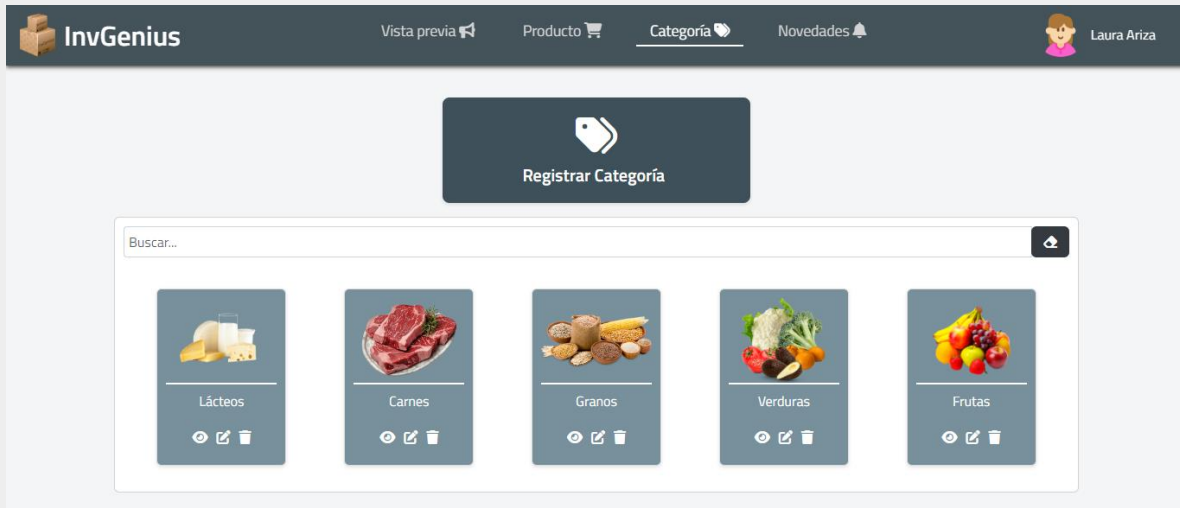 InvGenius
Vista previa
Producto
Categoría
Novedades
Laura Ariza
Registrar Categoría
Buscar...
Lácteos
Carnes
Granos
Verduras
Frutas